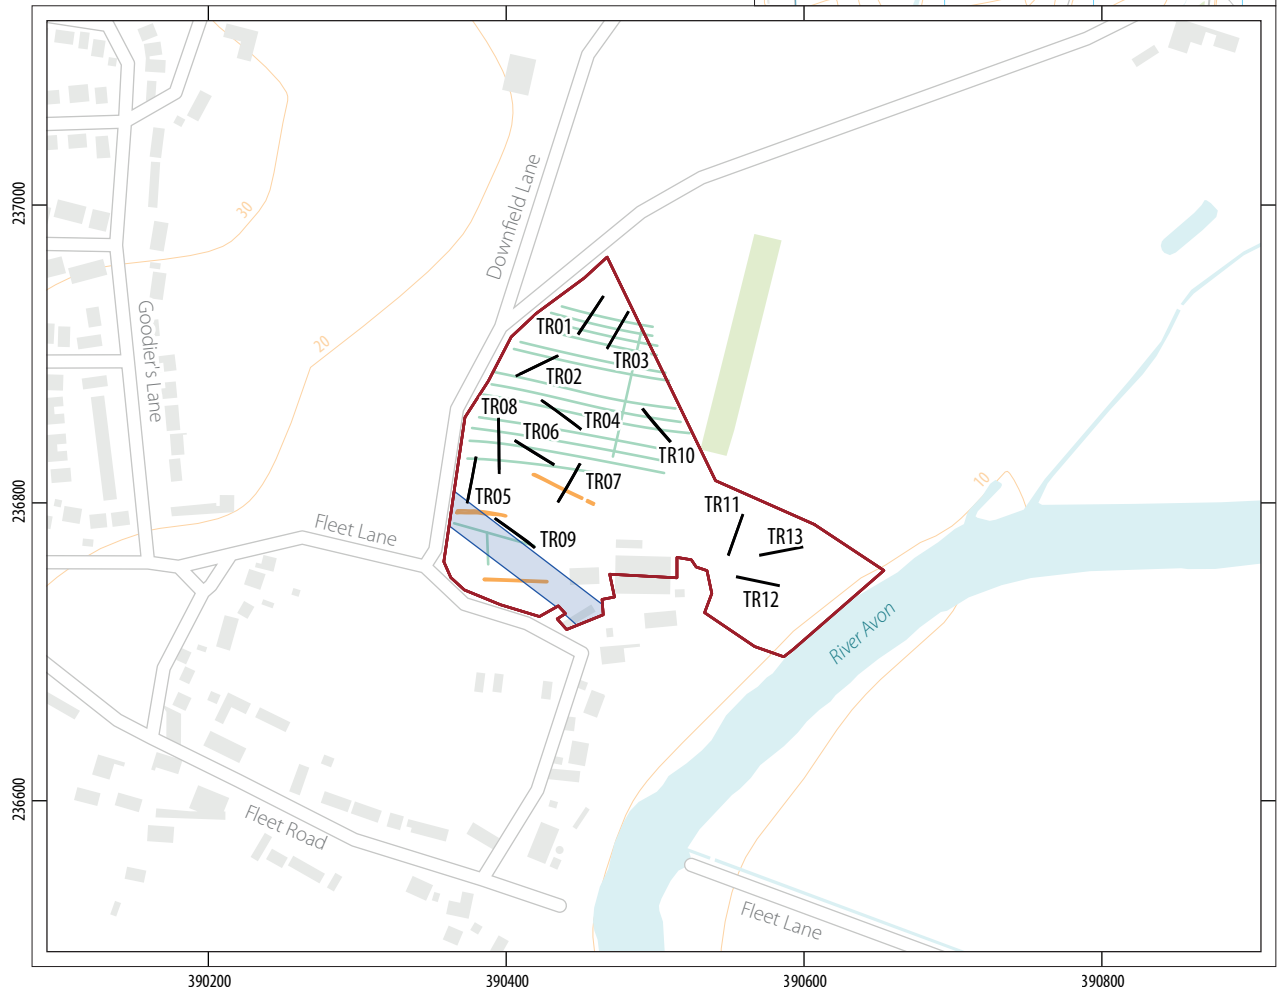 237000
236800
236600
390200
390400
390600
390800
30
20
10
Downfield Lane
Goodier's Lane
Fleet Lane
Fleet Road
River Avon
Fleet Lane
TR01
TR03
TR02
TR08
TR04
TR06
TR10
TR07
TR05
TR11
TR09
TR13
TR12